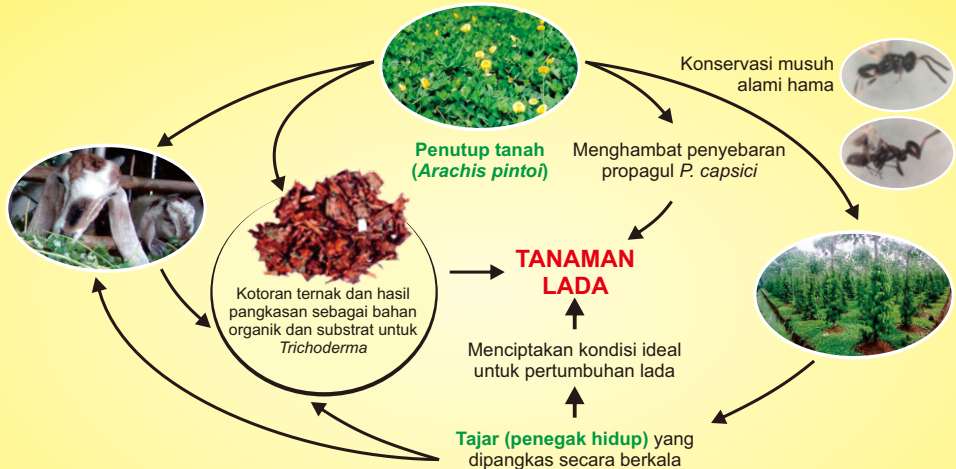 Konservasi musuh
alami hama
Penutup tanah
(Arachis pintoi)
Menghambat penyebaran
propagul P. capsici
TANAMAN
LADA
Kotoran ternak dan hasil
pangkasan sebagai bahan
organik dan substrat untuk
Trichoderma
Menciptakan kondisi ideal
untuk pertumbuhan lada
Tajar (penegak hidup) yang
dipangkas secara berkala